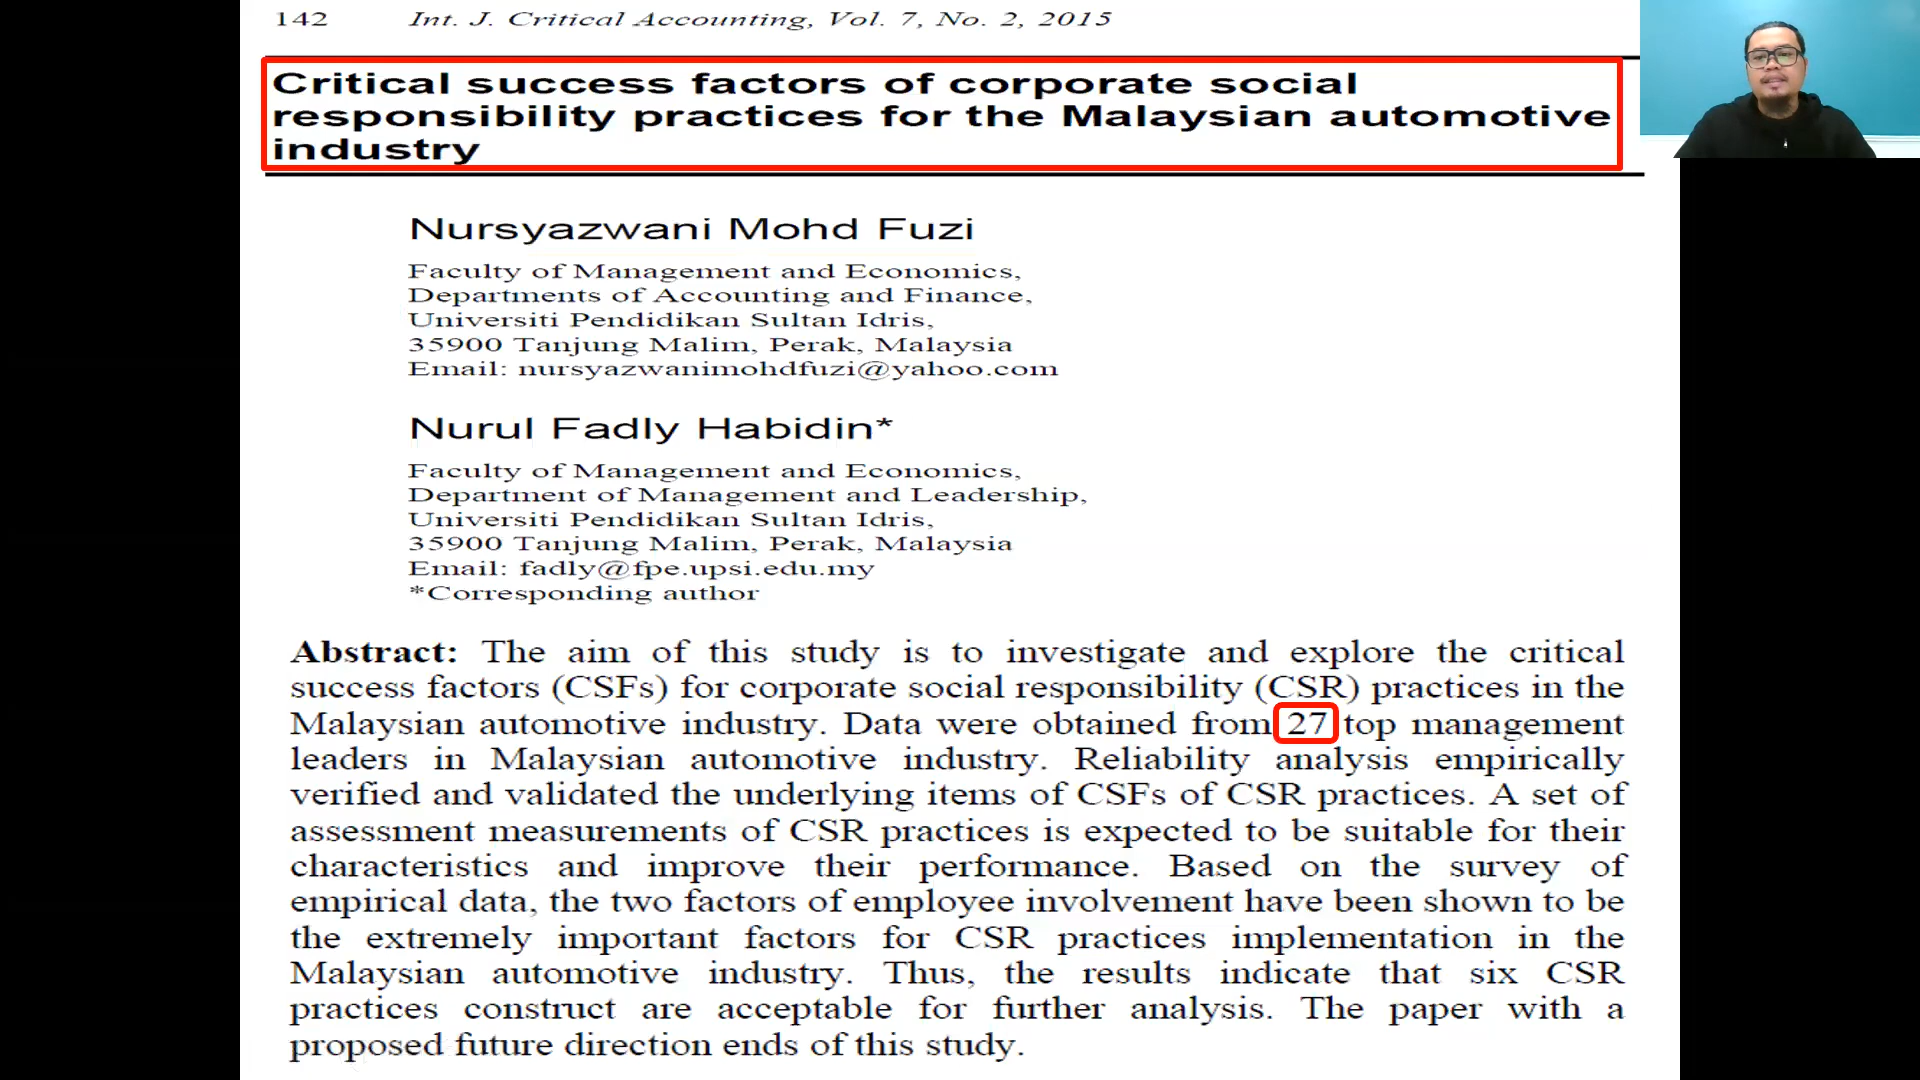 142 Int. J. Critical Accounting, Vol. 7, No. 2, 2015
Critical success factors of corporate social
responsibility practices for the Malaysian automotive
industry
Nursyazwani Mohd Fuzi
Faculty of Management and Economics,
Departments of Accounting and Finance,
Universiti Pendidikan Sultan Idris,
35900 Tanjung Malim, Perak, Malaysia
Email: nursyazwanimohdfuzi@yahoo.com
Nurul Fadly Habidin*
Faculty of Management and Economics,
Department of Management and Leadership,
Universiti Pendidikan Sultan Idris,
35900 Tanjung Malim, Perak, Malaysia
Email: fadly@fpe.upsi.edu.my
*Corresponding author
Abstract: The aim of this study is to investigate and explore the critical
success factors (CSFs) for corporate social responsibility (CSR) practices in the
Malaysian automotive industry. Data were obtained from 27 top management
leaders in Malaysian automotive industry. Reliability analysis empirically
verified and validated the underlying items of CSFs of CSR practices. A set of
assessment measurements of CSR practices is expected to be suitable for their
characteristics and improve their performance. Based on the survey of
empirical data, the two factors of employee involvement have been shown to be
the extremely important factors for CSR practices implementation in the
Malaysian automotive industry. Thus, the results indicate that six CSR
practices construct are acceptable for further analysis. The paper with a
proposed future direction ends of this study.